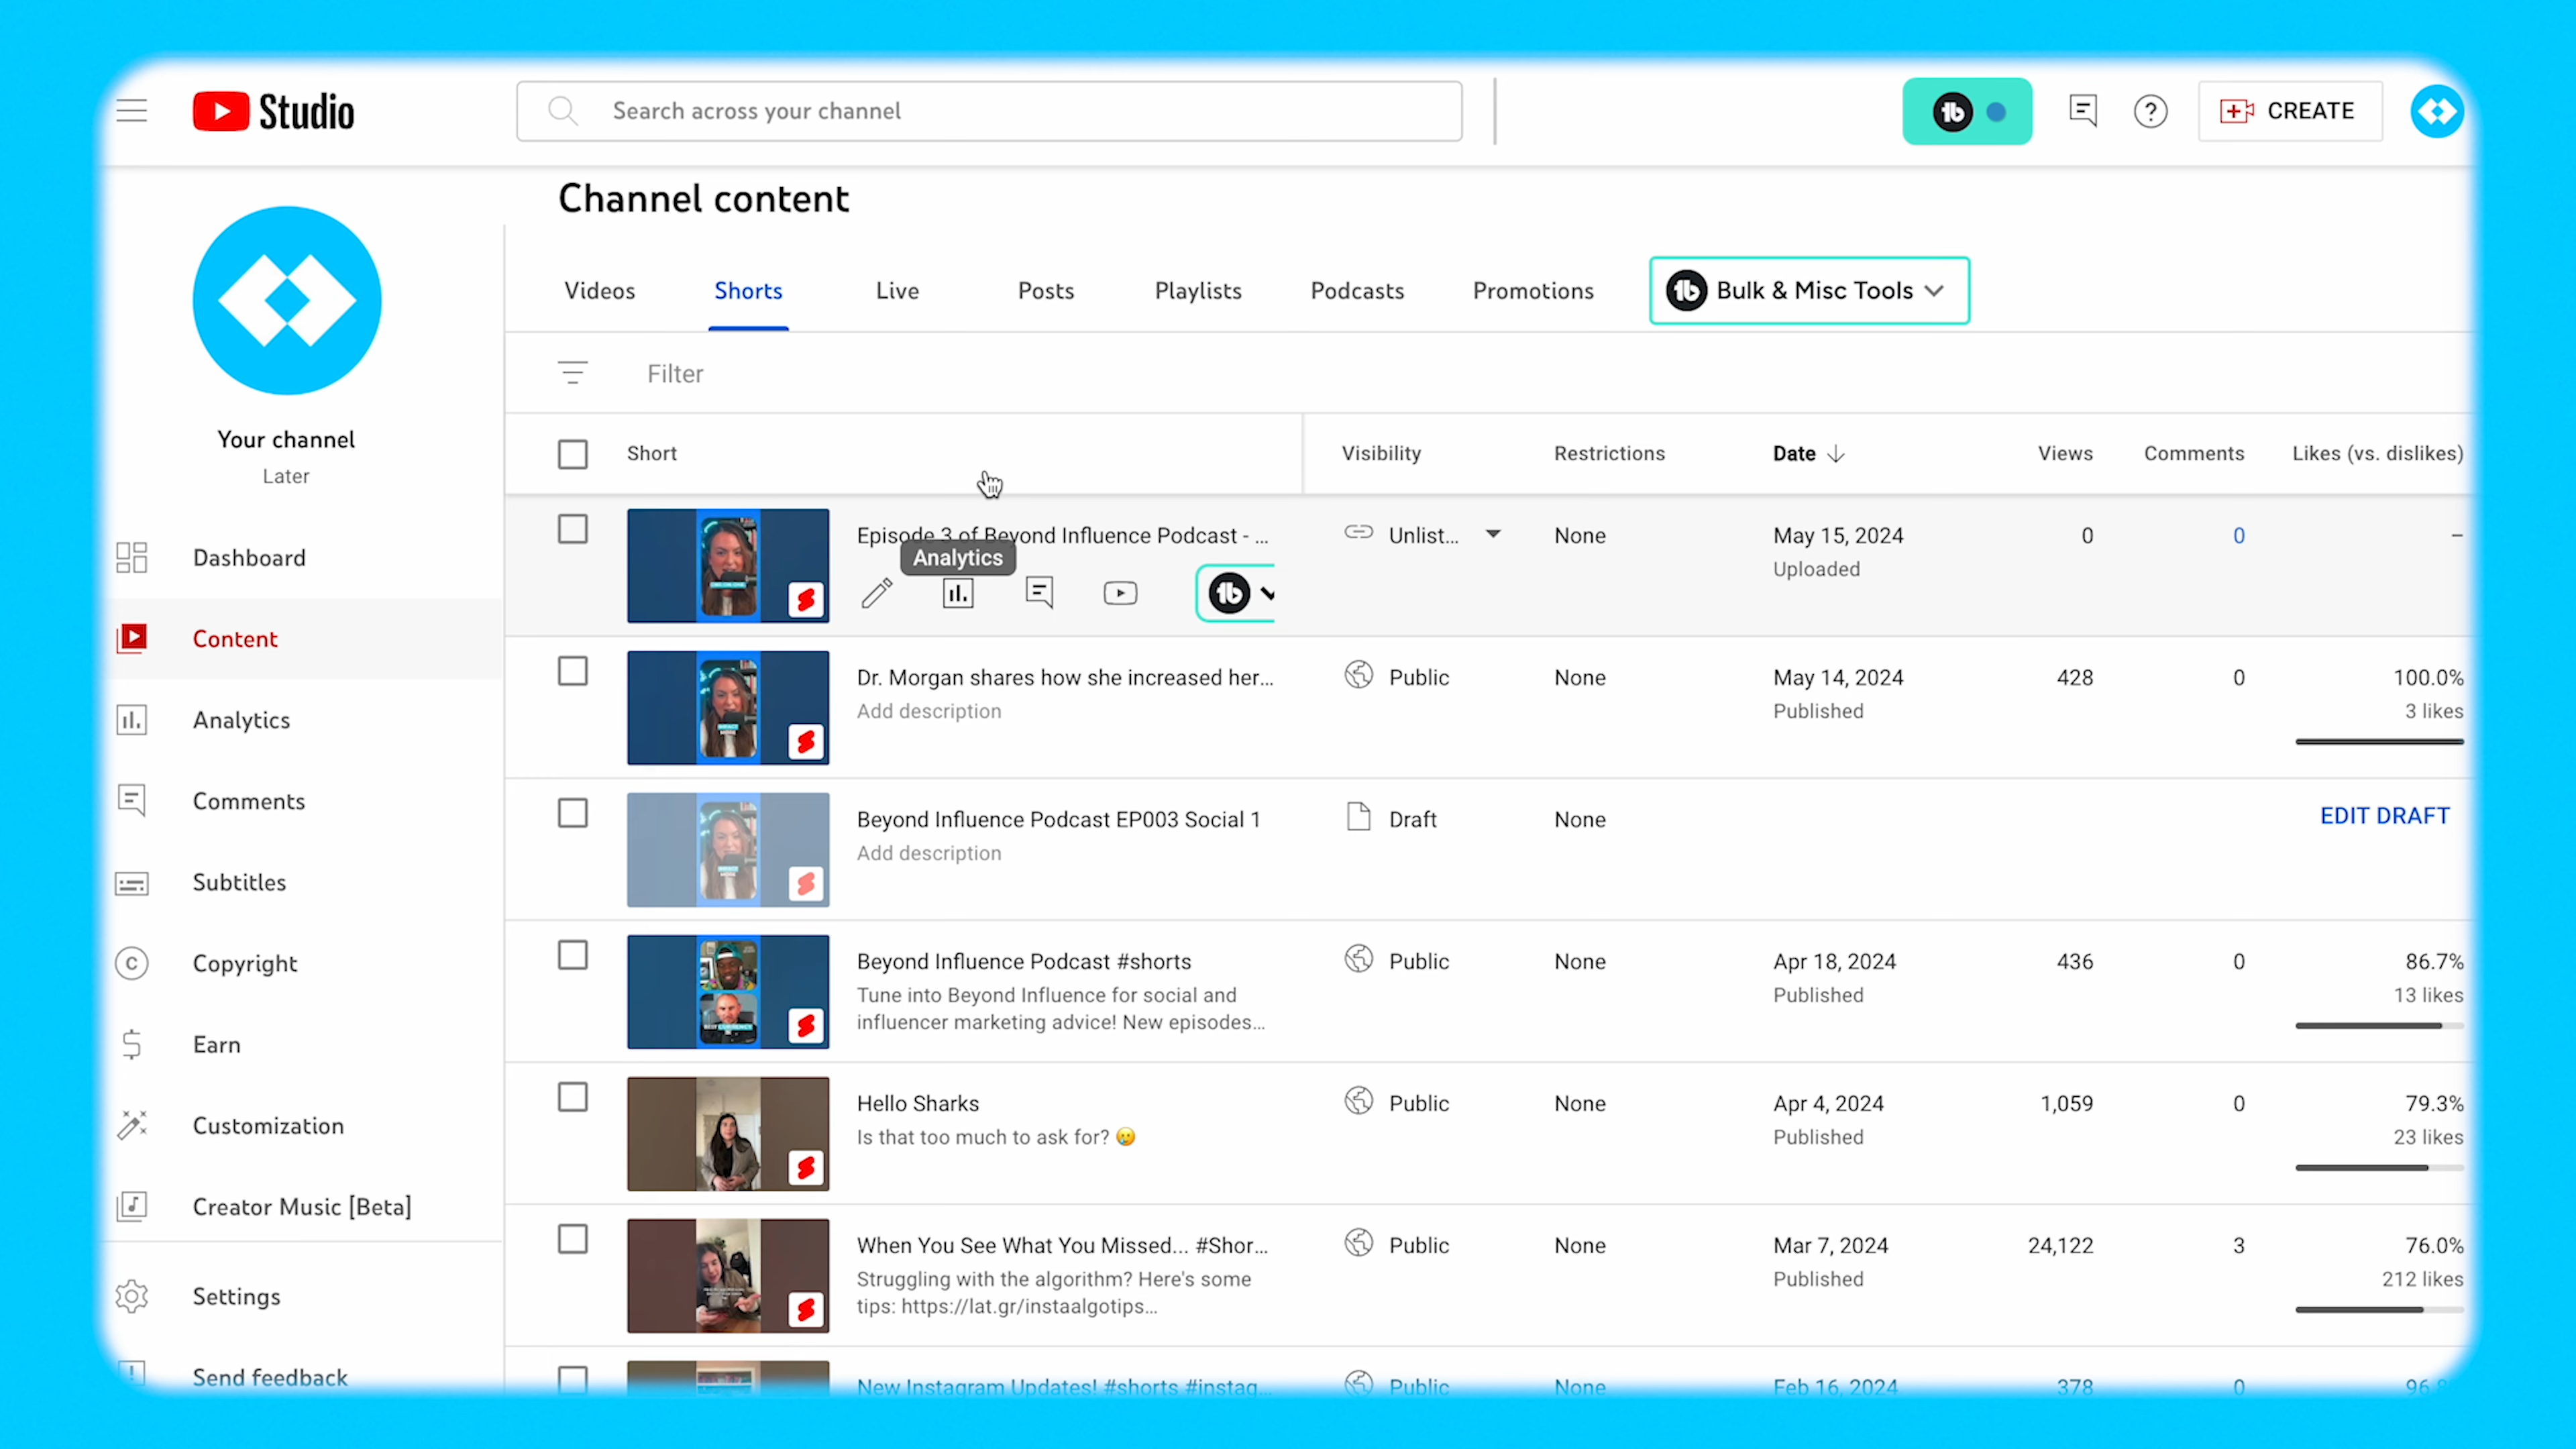 Studio
Search across your channel
CREATE
Channel content
Videos
Shorts
Live
Posts
Playlists
Podcasts
Promotions
Bulk & Misc Tools
Your channel
Later
Dashboard
Content
Analytics
Comments
Subtitles
Copyright
Earn
Customization
Creator Music [Beta]
Settings
Send feedback
Filter
Short Visibility Restrictions Date Views Comments Likes (vs. dislikes)
Episode 3 of Beyond Influence Podcast - ... Unlist... None May 15, 2024 0 0 –
Analytics
Uploaded
Dr. Morgan shares how she increased her... Public None May 14, 2024 428 0 100.0%
Add description Published 3 likes
Beyond Influence Podcast EP003 Social 1 Draft None EDIT DRAFT
Add description
Beyond Influence Podcast #shorts Public None Apr 18, 2024 436 0 86.7%
Tune into Beyond Influence for social and Published 13 likes
influencer marketing advice! New episodes...
Hello Sharks Public None Apr 4, 2024 1,059 0 79.3%
Is that too much to ask for? 🥲 Published 23 likes
When You See What You Missed... #Shor... Public None Mar 7, 2024 24,122 3 76.0%
Struggling with the algorithm? Here's some Published 212 likes
tips: https://lat.gr/instaalgotips...
New Instagram Updates! #shorts #instag... Public None Feb 16, 2024 378 0